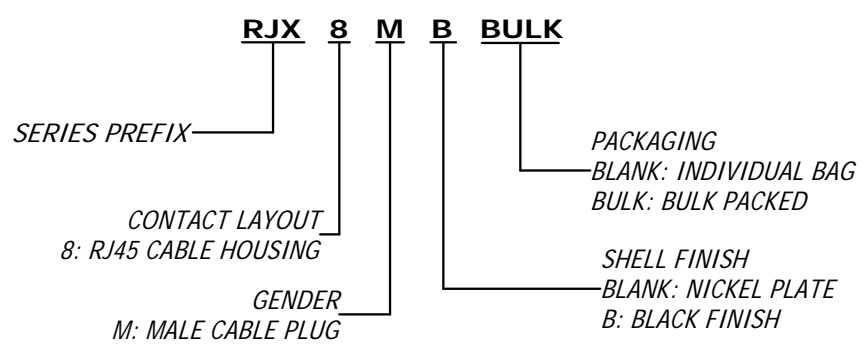 RJX 8 M B BULK
SERIES PREFIX
PACKAGING
BLANK: INDIVIDUAL BAG
BULK: BULK PACKED
CONTACT LAYOUT
8: RJ45 CABLE HOUSING
SHELL FINISH
BLANK: NICKEL PLATE
B: BLACK FINISH
GENDER
M: MALE CABLE PLUG